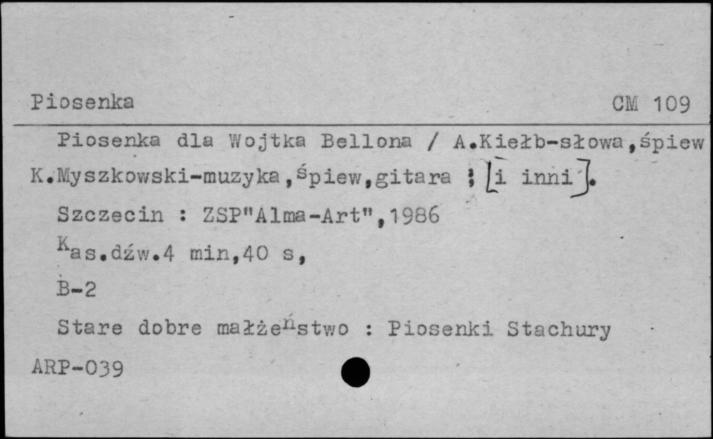 Piosenka CM 109
Piosenka dla Wojtka Bellona / A.Kiełb-słowa,śpiew
K.Myszkowski-muzyka,śpiew,gitara ; [i inni].
Szczecin : ZSP"Alma-Art",1986
Kas.dźw.4 min,40 s,
B-2
Stare dobre małżeństwo : Piosenki Stachury
ARP-039